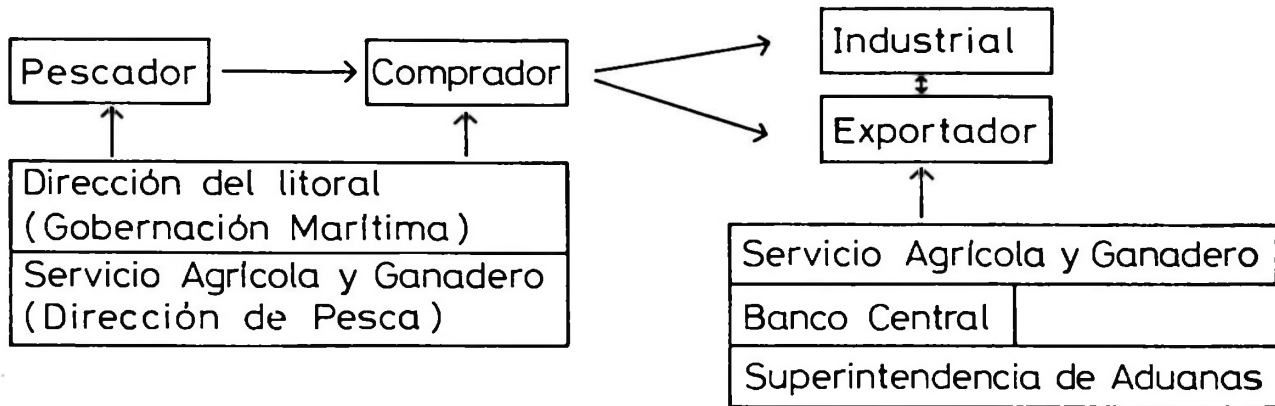 Pescador
Comprador
Industrial
Exportador
Dirección del litoral
(Gobernación Marítima)
Servicio Agrícola y Ganadero
(Dirección de Pesca)
Servicio Agrícola y Ganadero
Banco Central
Superintendencia de Aduanas